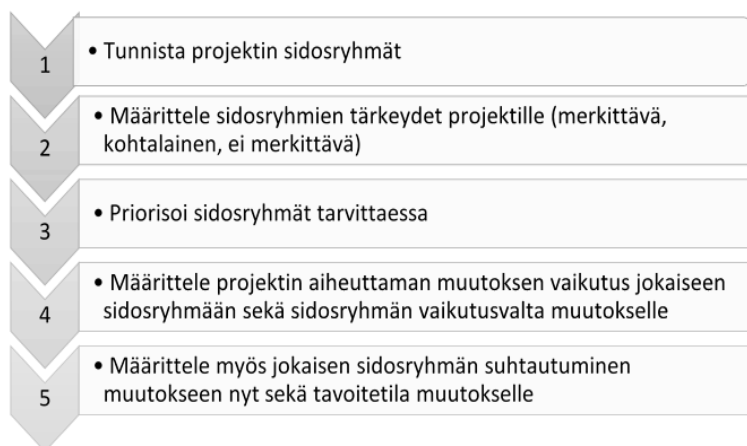 1
• Tunnista projektin sidosryhmät
2
• Määrittele sidosryhmien tärkeydet projektille (merkittävä,
kohtalainen, ei merkittävä)
3
• Priorisoi sidosryhmät tarvittaessa
4
• Määrittele projektin aiheuttaman muutoksen vaikutus jokaiseen
sidosryhmään sekä sidosryhmän vaikutusvalta muutokselle
5
• Määrittele myös jokaisen sidosryhmän suhtautuminen
muutokseen nyt sekä tavoitetila muutokselle